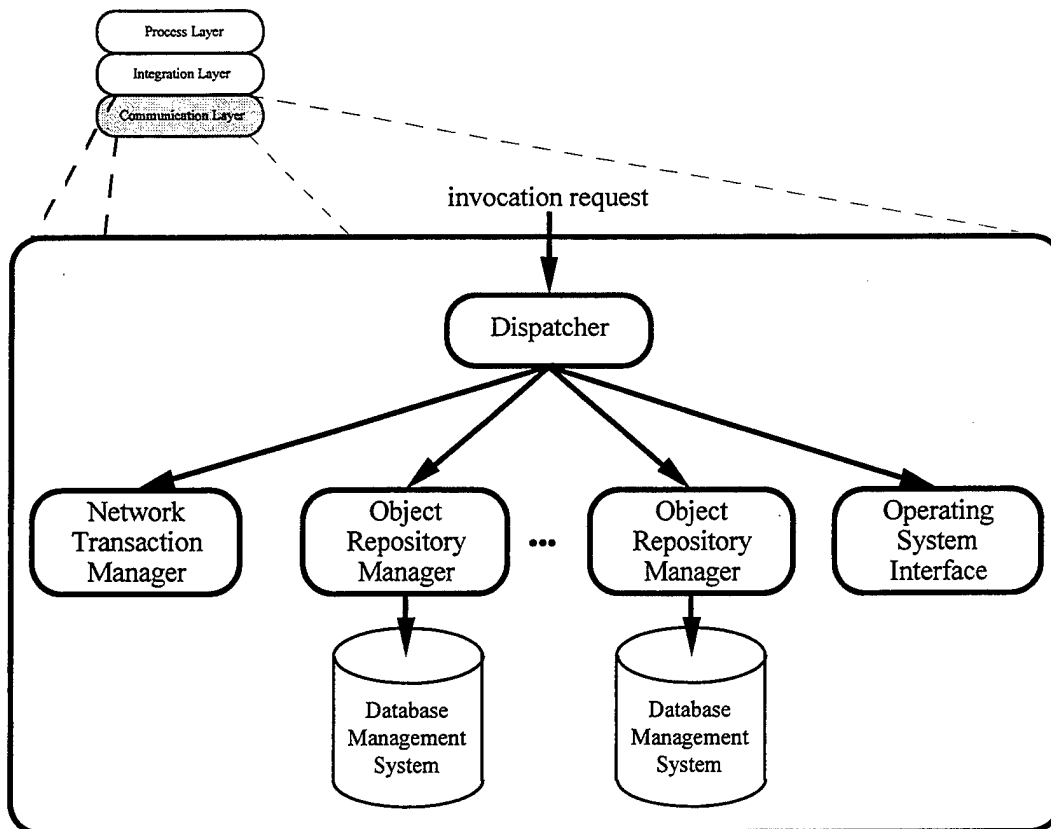 Process Layer
Integration Layer
Communication Layer
invocation request
Dispatcher
Network
Transaction
Manager
Object
Repository
Manager
...
Object
Repository
Manager
Operating
System
Interface
Database
Management
System
Database
Management
System